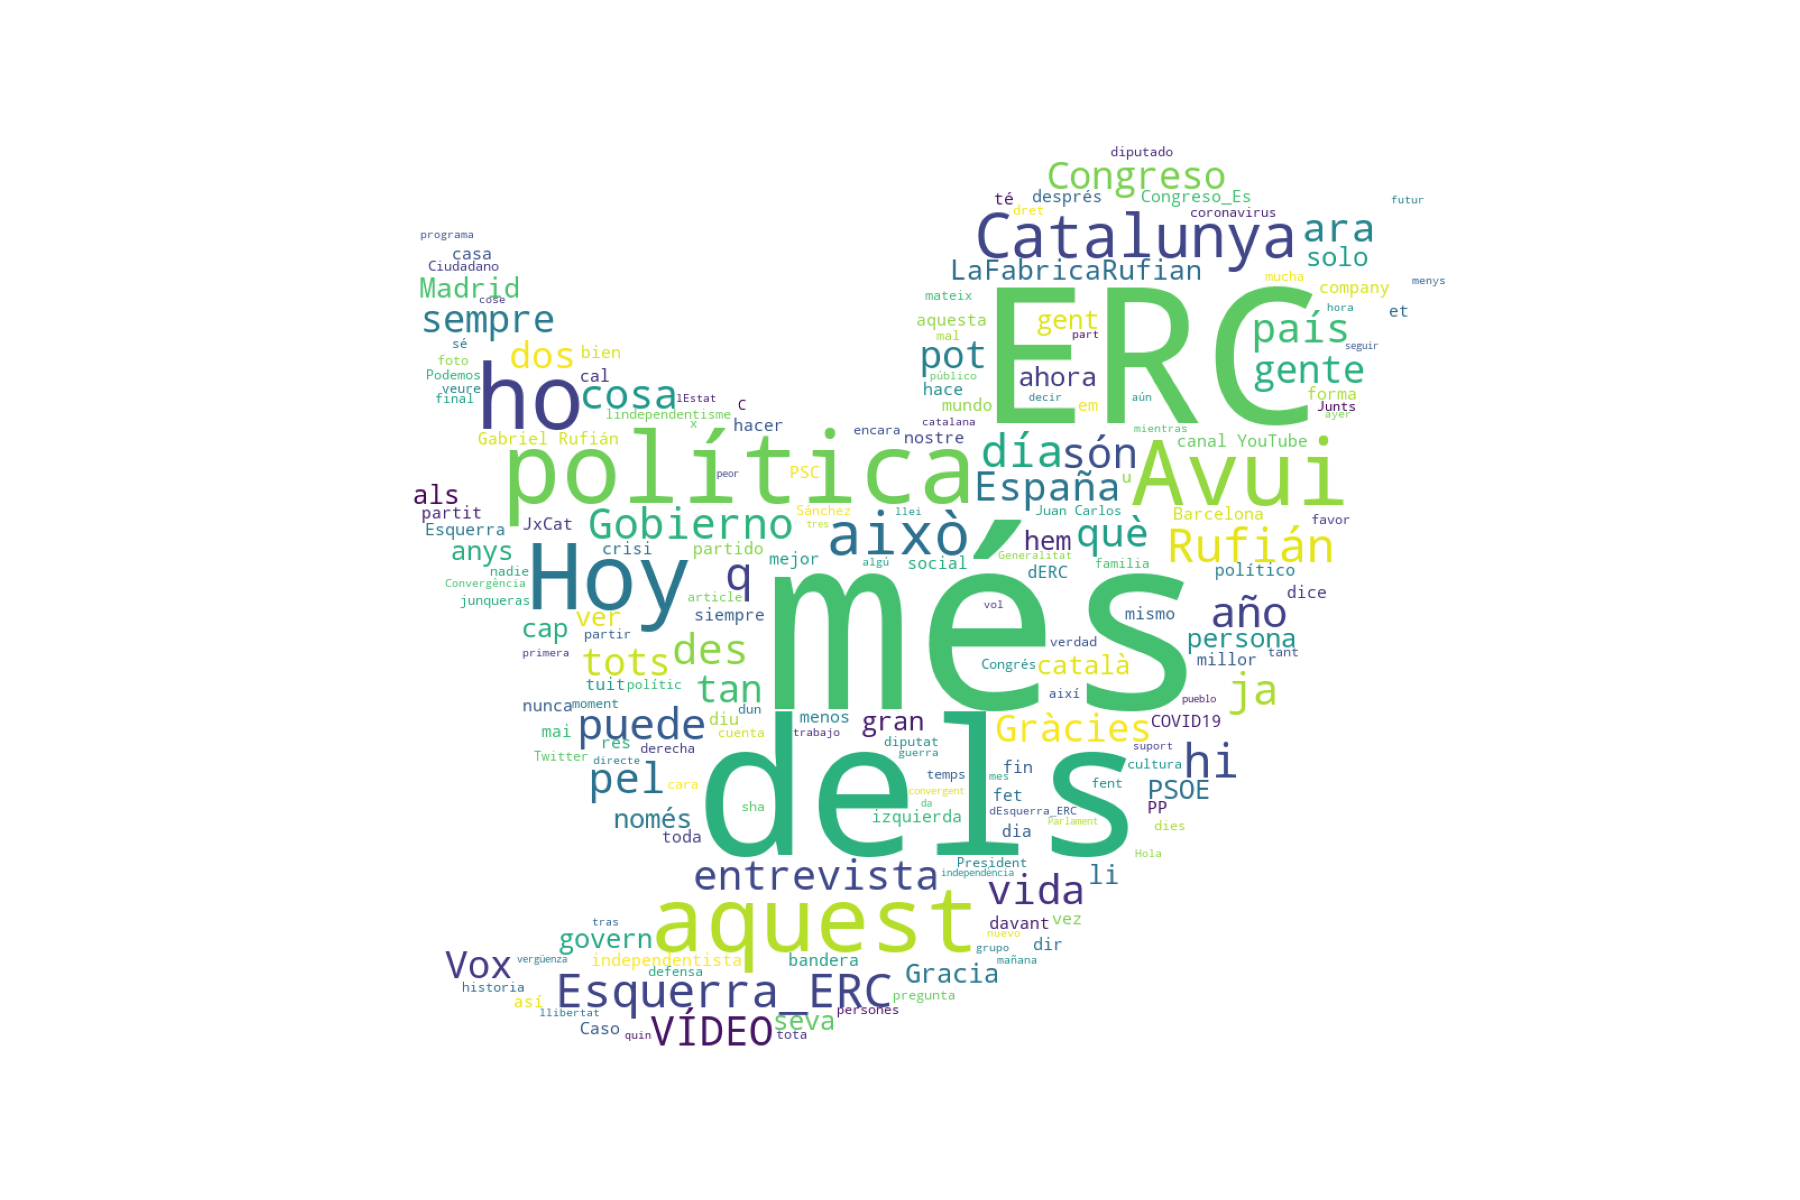 diputado
Congreso
té després Congreso_Es futur
dret coronavirus
programa Catalunya ara
casa solo
Ciudadano LaFabricaRufian mucha menys
Madrid company
cose mateix hora
sempre aquesta gent ERC país et
mal part
sé seguir
dos bien pot
foto gente
Podemos cal público ahora
veure hace forma
final ho cosa lEstat C mundo decir em aún Junts
lindependentisme ayer
x hacer encara catalana mientras
Gabriel Rufián nostre canal YouTube
política PSC día són Avui
peor u
als España
partit Sánchez llei Juan Carlos Barcelona favor
Esquerra JxCat Gobierno tres això què
anys crisi partido hem Rufián
mejor algú social Generalitat familia
nadie dERC político
Convergència Hoy q
junqueras article més vol dice
siempre mismo año
cap ver des
partir verdad persona
primera tots Congrés català millor tant
tuit polític tan així ja
nunca moment dun pueblo
puede diu menos gran Gràcies COVID19
mai res cuenta trabajo
derecha diputat suport
Twitter directe guerra hi
pel dels fin cultura
cara temps mes fent PSOE
convergent fet
sha da dEsquerra_ERC PP
només izquierda Parlament dies
toda dia
Hola
entrevista President li
independència vida
tras aquest davant vez
govern nuevo dir
Vox vergüenza independentista bandera grupo mañana
defensa Gracia
historia Esquerra_ERC pregunta
así
llibertat persones
Caso quin VÍDEO seva tota